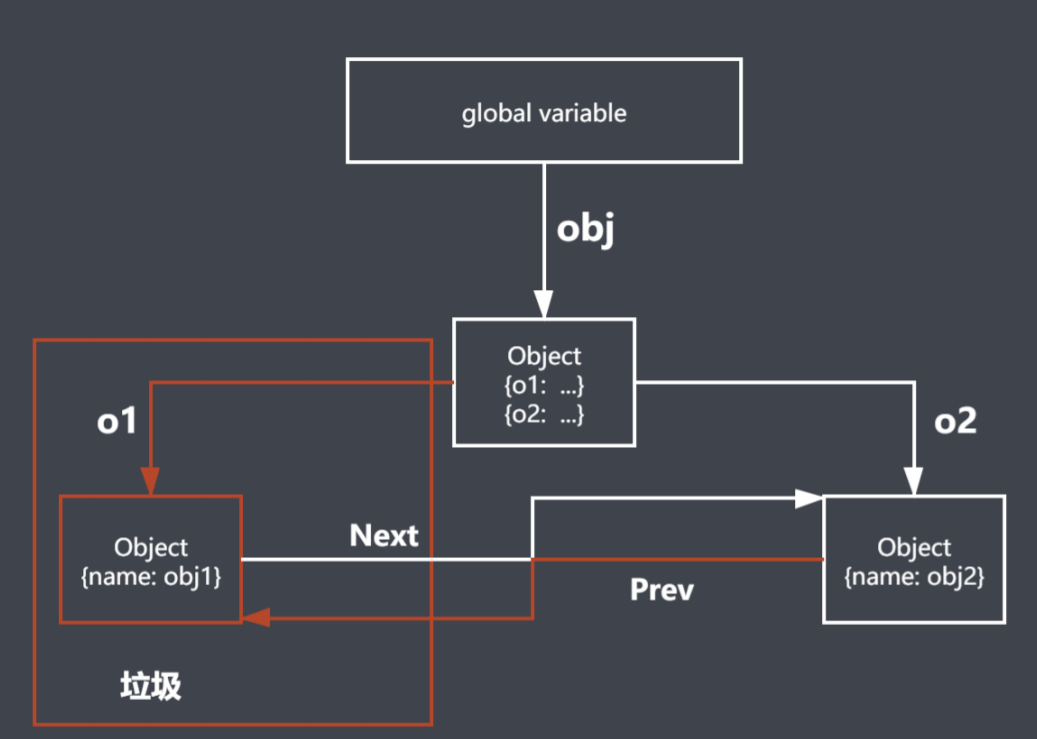 global variable
obj
Object
{o1:  ...}
{o2:  ...}
o1
o2
Next
Object
{name: obj1}
Object
{name: obj2}
Prev
垃圾